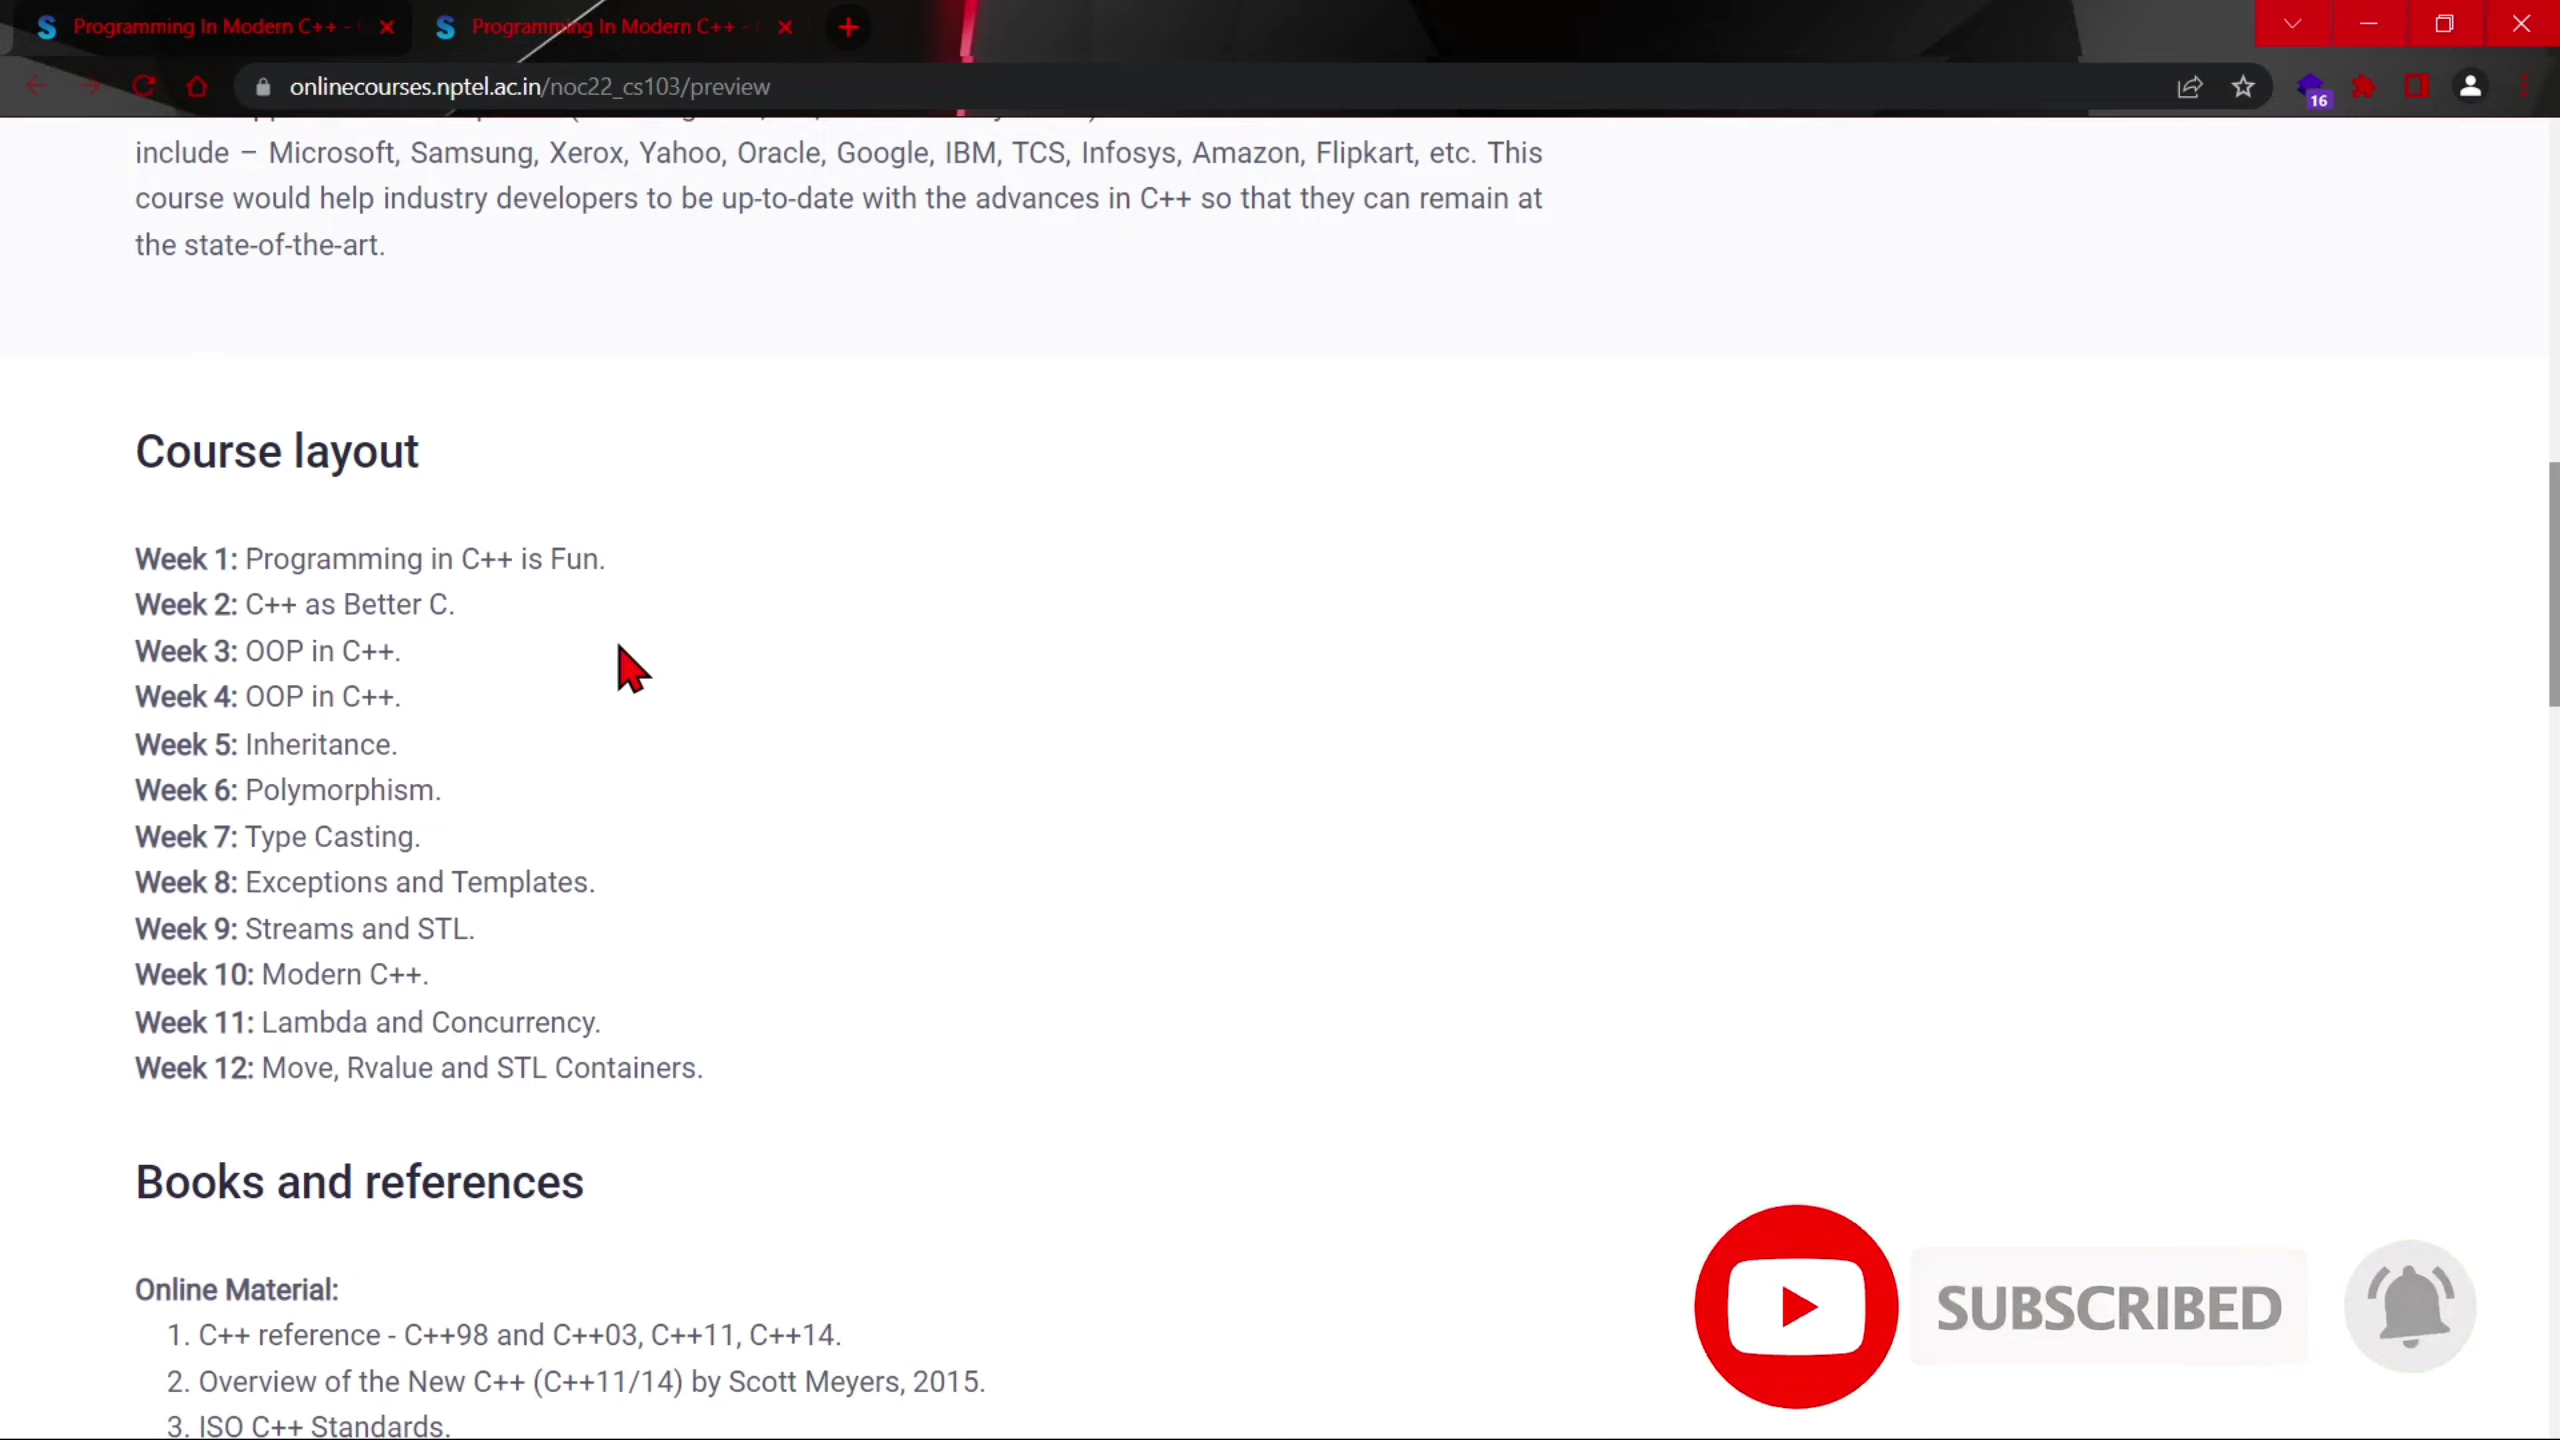 Programming In Modern C++ -
Programming In Modern C++ -
onlinecourses.nptel.ac.in/noc22_cs103/preview
16
include – Microsoft, Samsung, Xerox, Yahoo, Oracle, Google, IBM, TCS, Infosys, Amazon, Flipkart, etc. This
course would help industry developers to be up-to-date with the advances in C++ so that they can remain at
the state-of-the-art.
Course layout
Week 1: Programming in C++ is Fun.
Week 2: C++ as Better C.
Week 3: OOP in C++.
Week 4: OOP in C++.
Week 5: Inheritance.
Week 6: Polymorphism.
Week 7: Type Casting.
Week 8: Exceptions and Templates.
Week 9: Streams and STL.
Week 10: Modern C++.
Week 11: Lambda and Concurrency.
Week 12: Move, Rvalue and STL Containers.
Books and references
Online Material:
1. C++ reference - C++98 and C++03, C++11, C++14.
2. Overview of the New C++ (C++11/14) by Scott Meyers, 2015.
3. ISO C++ Standards.
SUBSCRIBED